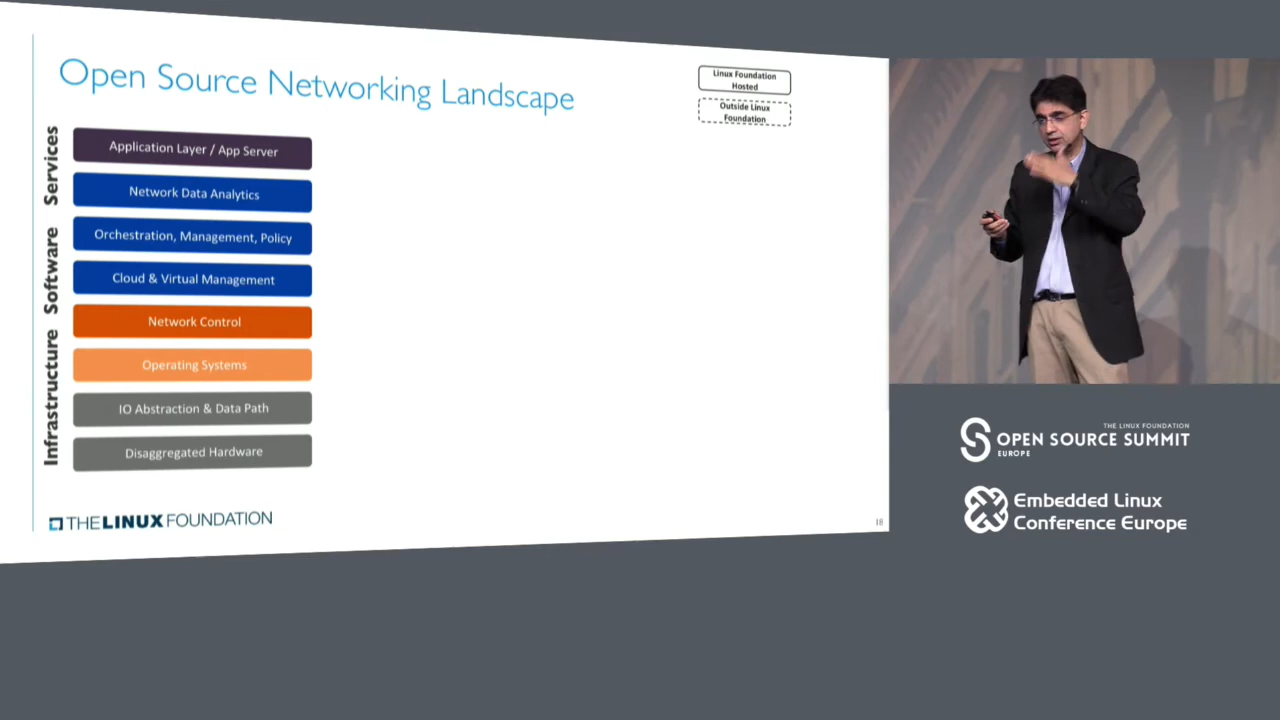 Open Source Networking Landscape
Linux Foundation
Hosted
Outside Linux
Foundation
Services
Software
Infrastructure
Application Layer / App Server
Network Data Analytics
Orchestration, Management, Policy
Cloud & Virtual Management
Network Control
Operating Systems
IO Abstraction & Data Path
Disaggregated Hardware
THE LINUX FOUNDATION
18
THE LINUX FOUNDATION
OPEN SOURCE SUMMIT
EUROPE
Embedded Linux
Conference Europe